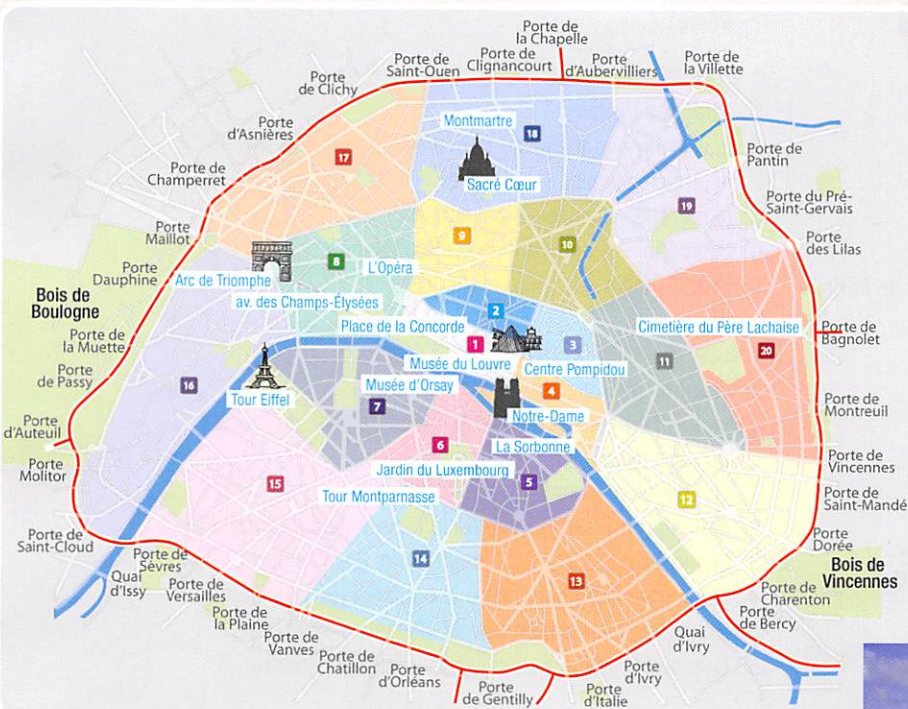 Porte de
la Chapelle
Porte de
Clignancourt
Porte de
Saint-Ouen
Porte
d'Aubervilliers
Porte de
la Villette
Porte
de Clichy
Porte
d'Asnières
Porte de
Champerret
Porte
Maillot
Porte
Dauphine
Bois de
Boulogne
Porte de
la Muette
Porte
de Passy
Porte
d'Auteuil
Porte
Molitor
Porte de
Saint-Cloud
Quai
d'Issy
Porte de
Sèvres
Porte de
Versailles
Porte de
la Plaine
Porte de
Vanves
Porte de
Chatillon
Porte
d'Orléans
Porte
de Gentilly
Porte
d'Italie
Porte
d'Ivry
Quai
d'Ivry
Porte
de Bercy
Porte de
Charenton
Bois de
Vincennes
Porte
Dorée
Porte de
Saint-Mandé
Porte de
Vincennes
Porte de
Montreuil
Porte de
Bagnolet
Porte
des Lilas
Porte du Pré-
Saint-Gervais
Porte de
Pantin
Montmartre
18
17
Sacré Cœur
19
9
10
8
L'Opéra
Arc de Triomphe
av. des Champs-Élysées
2
Place de la Concorde
1
3
Cimetière du Père Lachaise
11
20
Musée du Louvre
Centre Pompidou
16
Tour Eiffel
Musée d'Orsay
7
4
Notre-Dame
6
La Sorbonne
Jardin du Luxembourg
5
15
Tour Montparnasse
12
14
13